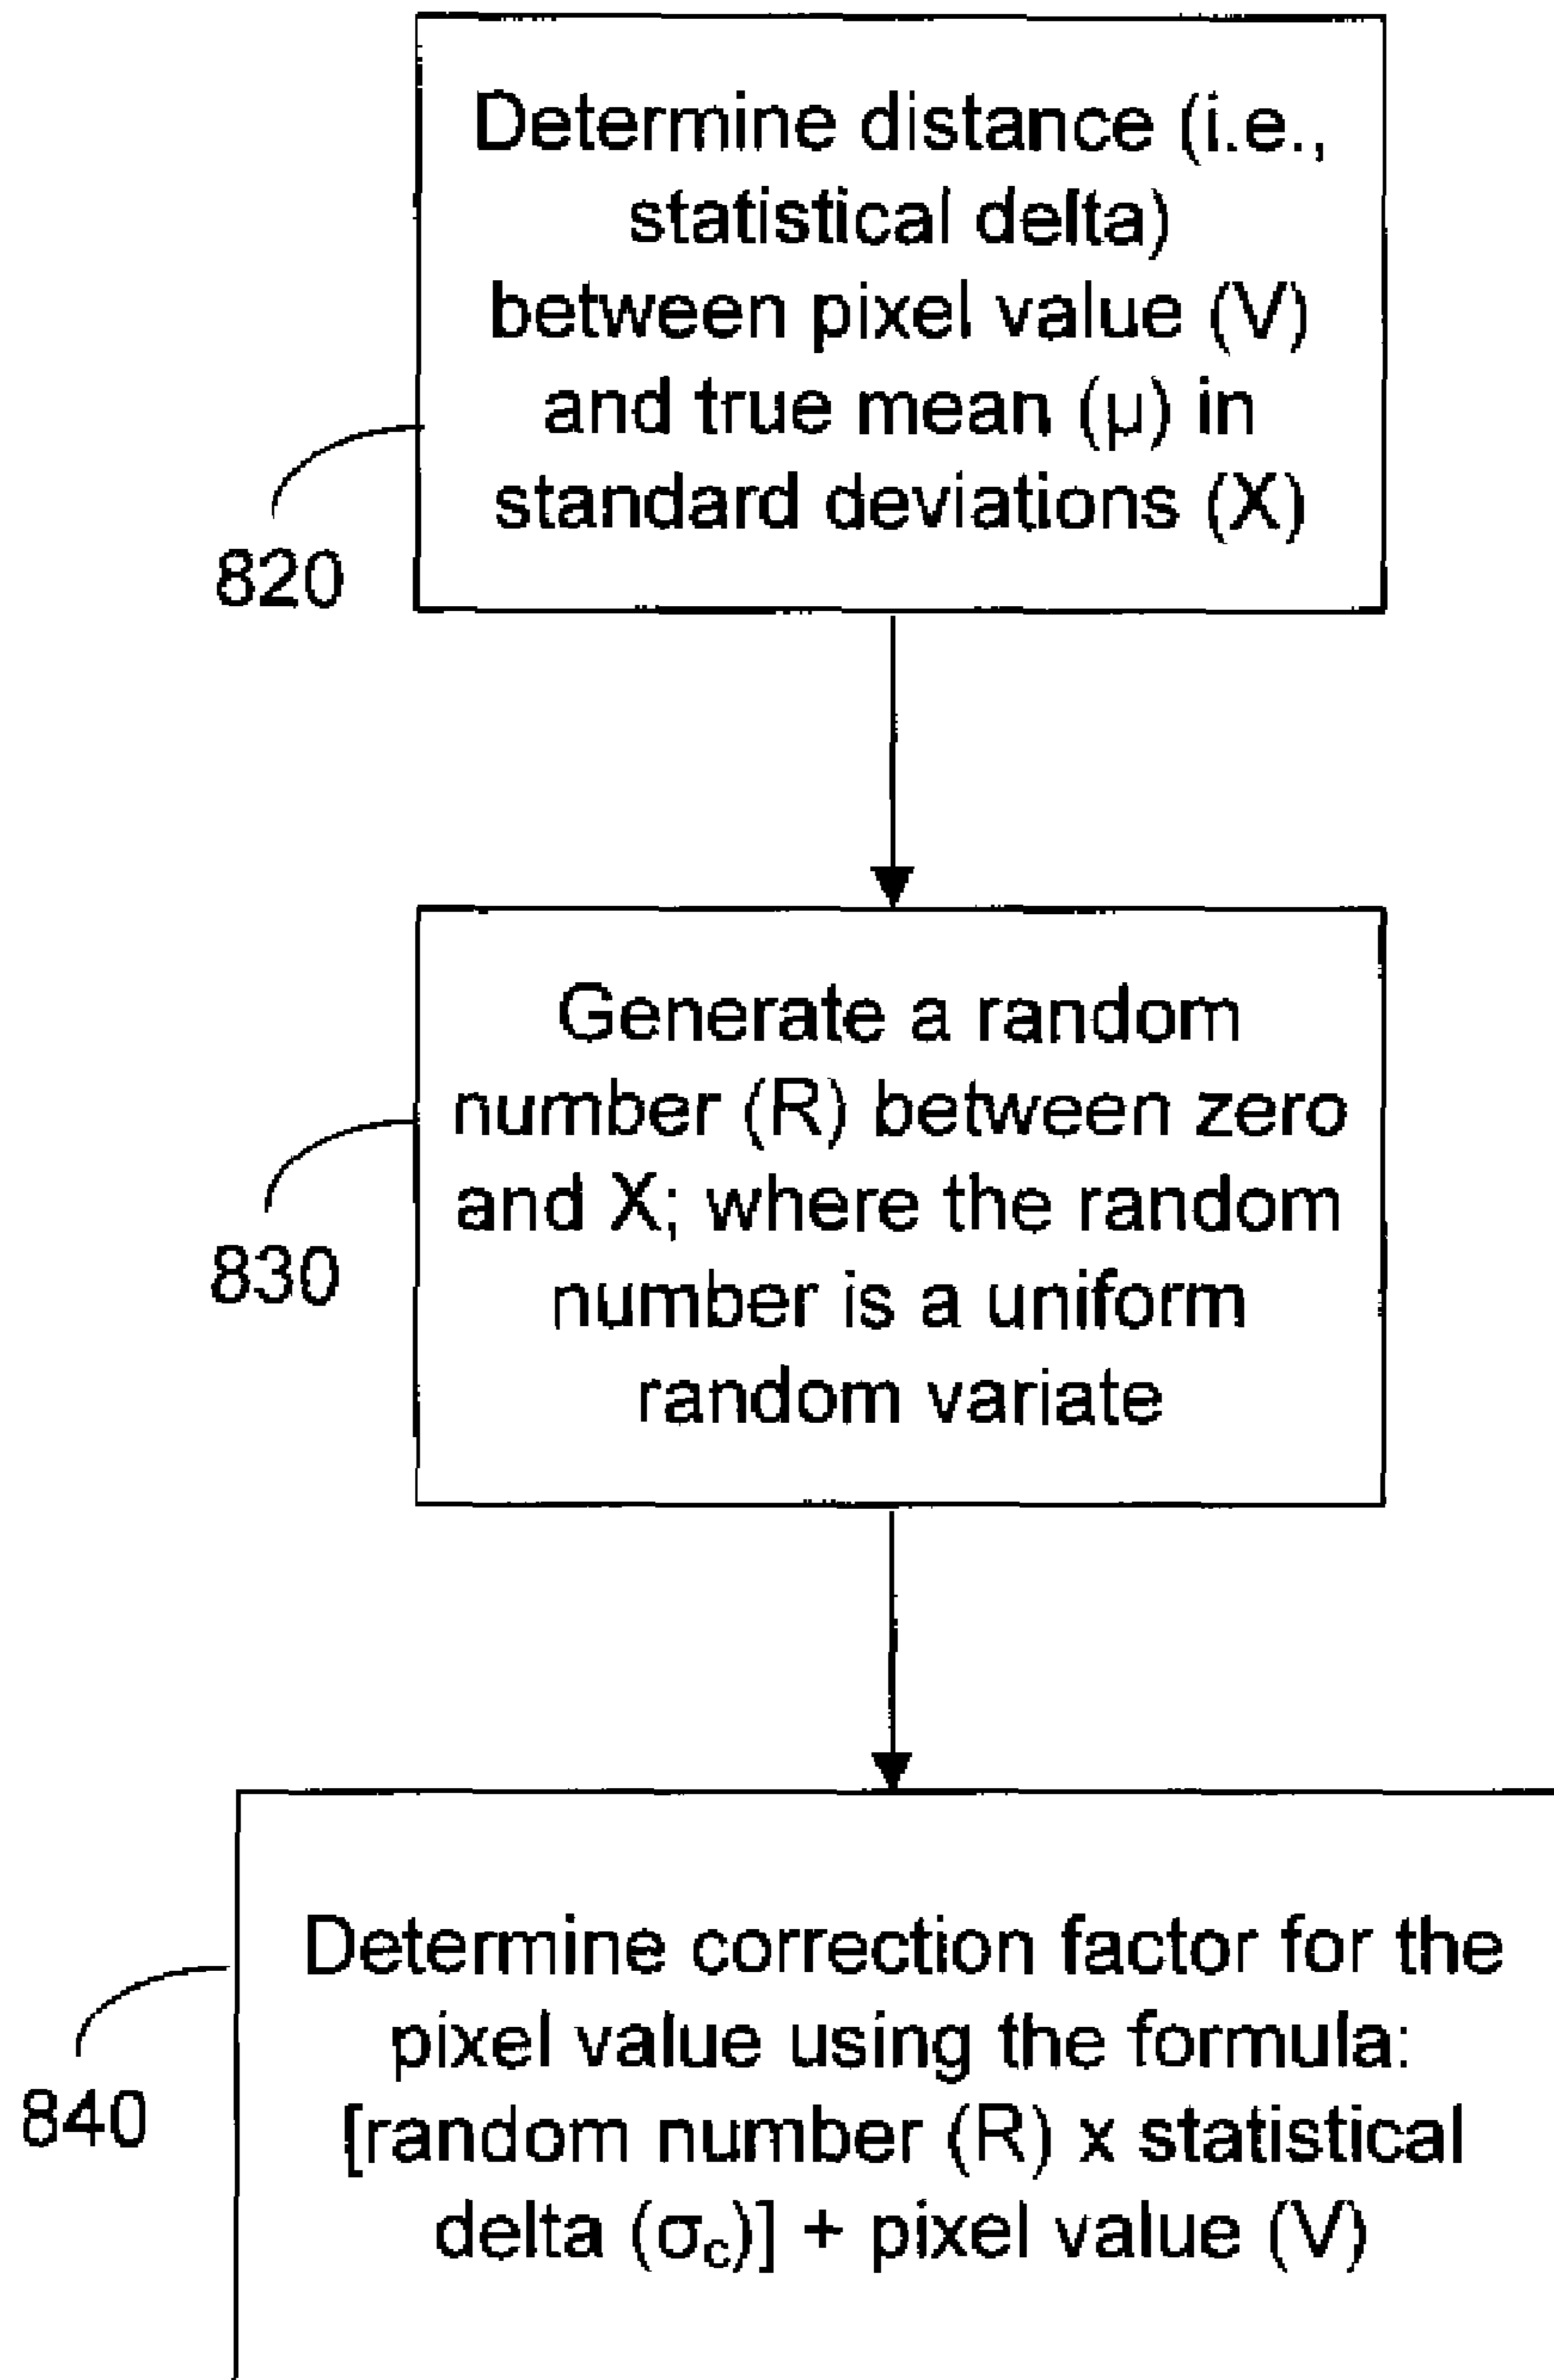 Determine distance (i.e.,
statistical delta)
between pixel value (V)
and true mean (µ) in
standard deviations (X)
820
Generate a random
number (R) between zero
and X; where the random
number is a uniform
random variate
830
Determine correction factor for the
pixel value using the formula:
[random number (R) x statistical
delta (σc)] + pixel value (V)
840